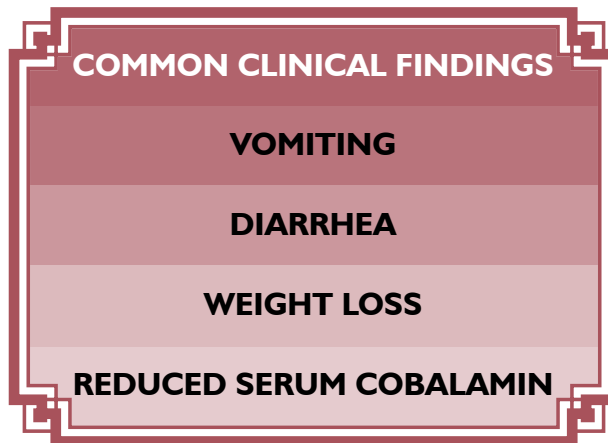 COMMON CLINICAL FINDINGS
VOMITING
DIARRHEA
WEIGHT LOSS
REDUCED SERUM COBALAMIN